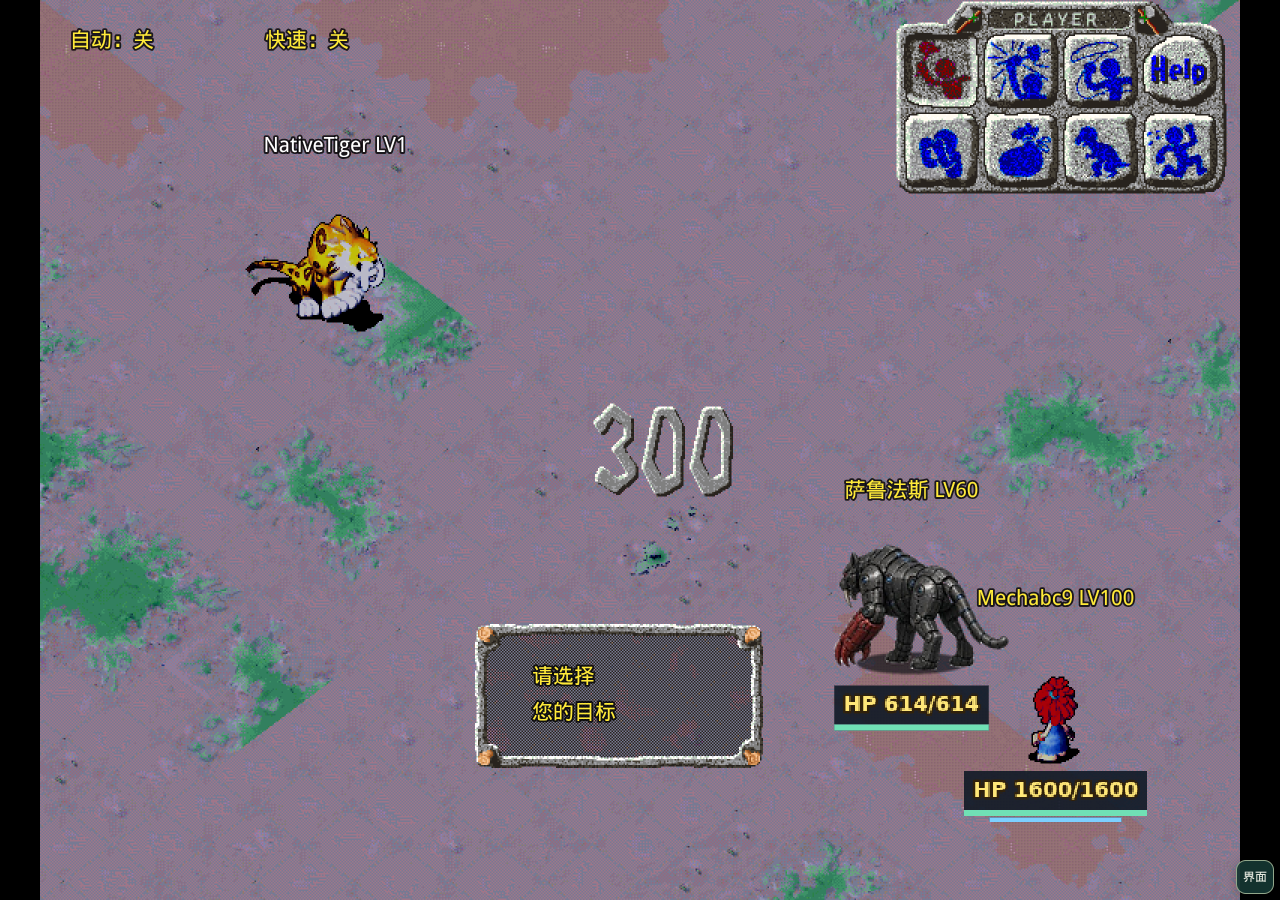 自动：关
快速：关
PLAYER
Help
NativeTiger LV1
300
萨鲁法斯 LV60
Mechabc9 LV100
请选择
您的目标
HP 614/614
HP 1600/1600
界面